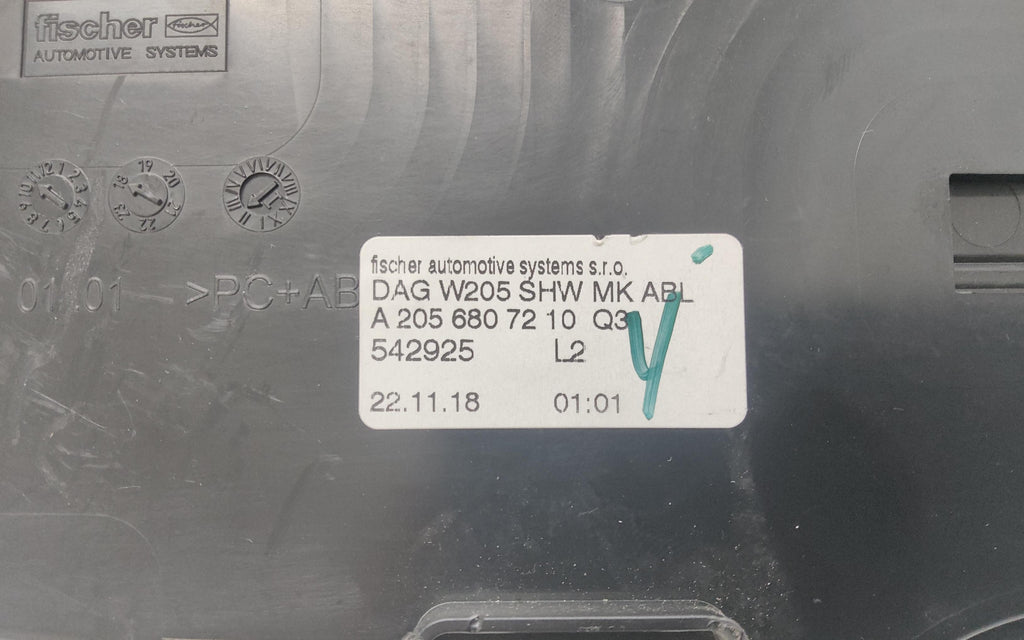 fischer fischer
AUTOMOTIVE SYSTEMS
01.01 >PC+AB
fischer automotive systems s.r.o.
DAG W205 SHW MK ABL
A 205 680 72 10 Q3
542925 L2
22.11.18 01:01